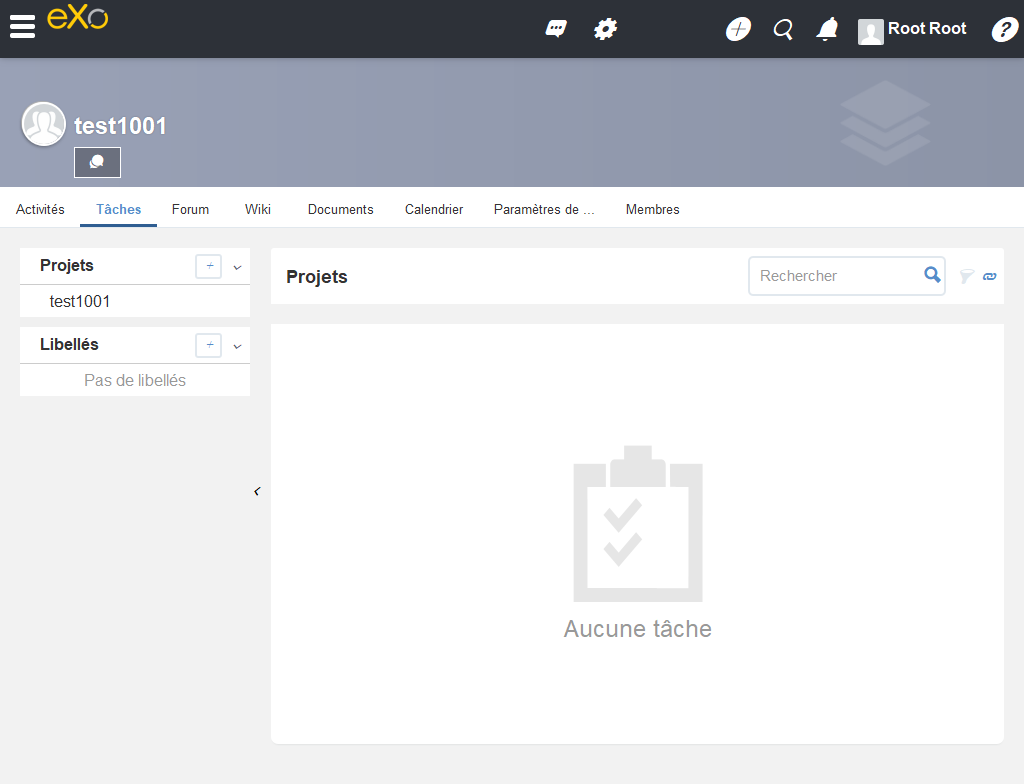 eXo
Root Root
?
test1001
Activités Tâches Forum Wiki Documents Calendrier Paramètres de ... Membres
Projets
test1001
Libellés
Pas de libellés
Projets
Rechercher
Aucune tâche